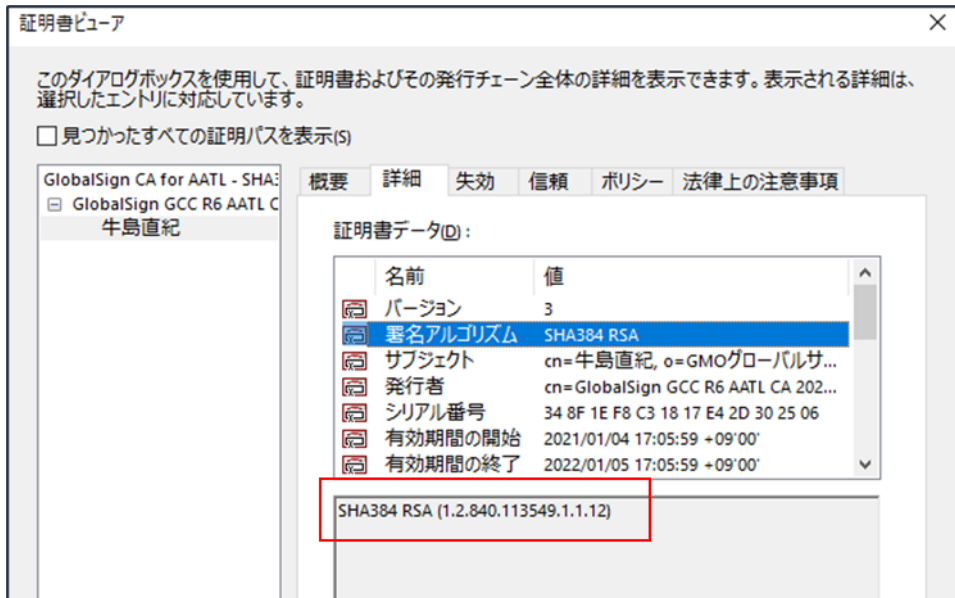 証明書ビューア
このダイアログボックスを使用して、証明書およびその発行チェーン全体の詳細を表示できます。表示される詳細は、
選択したエントリに対応しています。
見つかったすべての証明パスを表示(S)
GlobalSign CA for AATL - SHA:
GlobalSign GCC R6 AATL C
牛島直紀
概要 詳細 失効 信頼 ポリシー 法律上の注意事項
証明書データ(D):
名前 値
バージョン 3
署名アルゴリズム SHA384 RSA
サブジェクト cn=牛島直紀, o=GMOグローバルサ...
発行者 cn=GlobalSign GCC R6 AATL CA 202...
シリアル番号 34 8F 1E F8 C3 18 17 E4 2D 30 25 06
有効期間の開始 2021/01/04 17:05:59 +09'00'
有効期間の終了 2022/01/05 17:05:59 +09'00'
SHA384 RSA (1.2.840.113549.1.1.12)